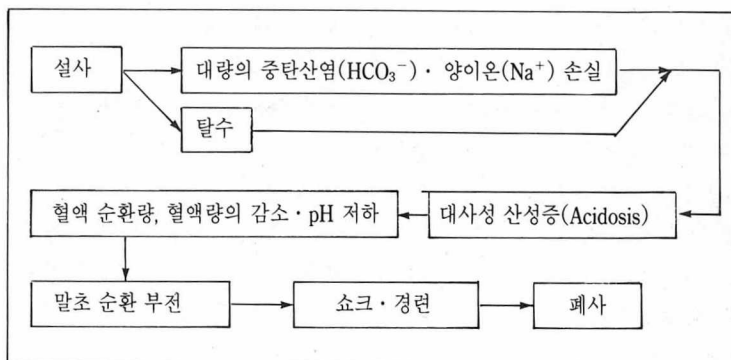 설사
대량의 중탄산염(HCO₃⁻)· 양이온(Na⁺) 손실
탈수
혈액 순환량, 혈액량의 감소 · pH 저하
대사성 산성증(Acidosis)
말초 순환 부전
쇼크 · 경련
폐사